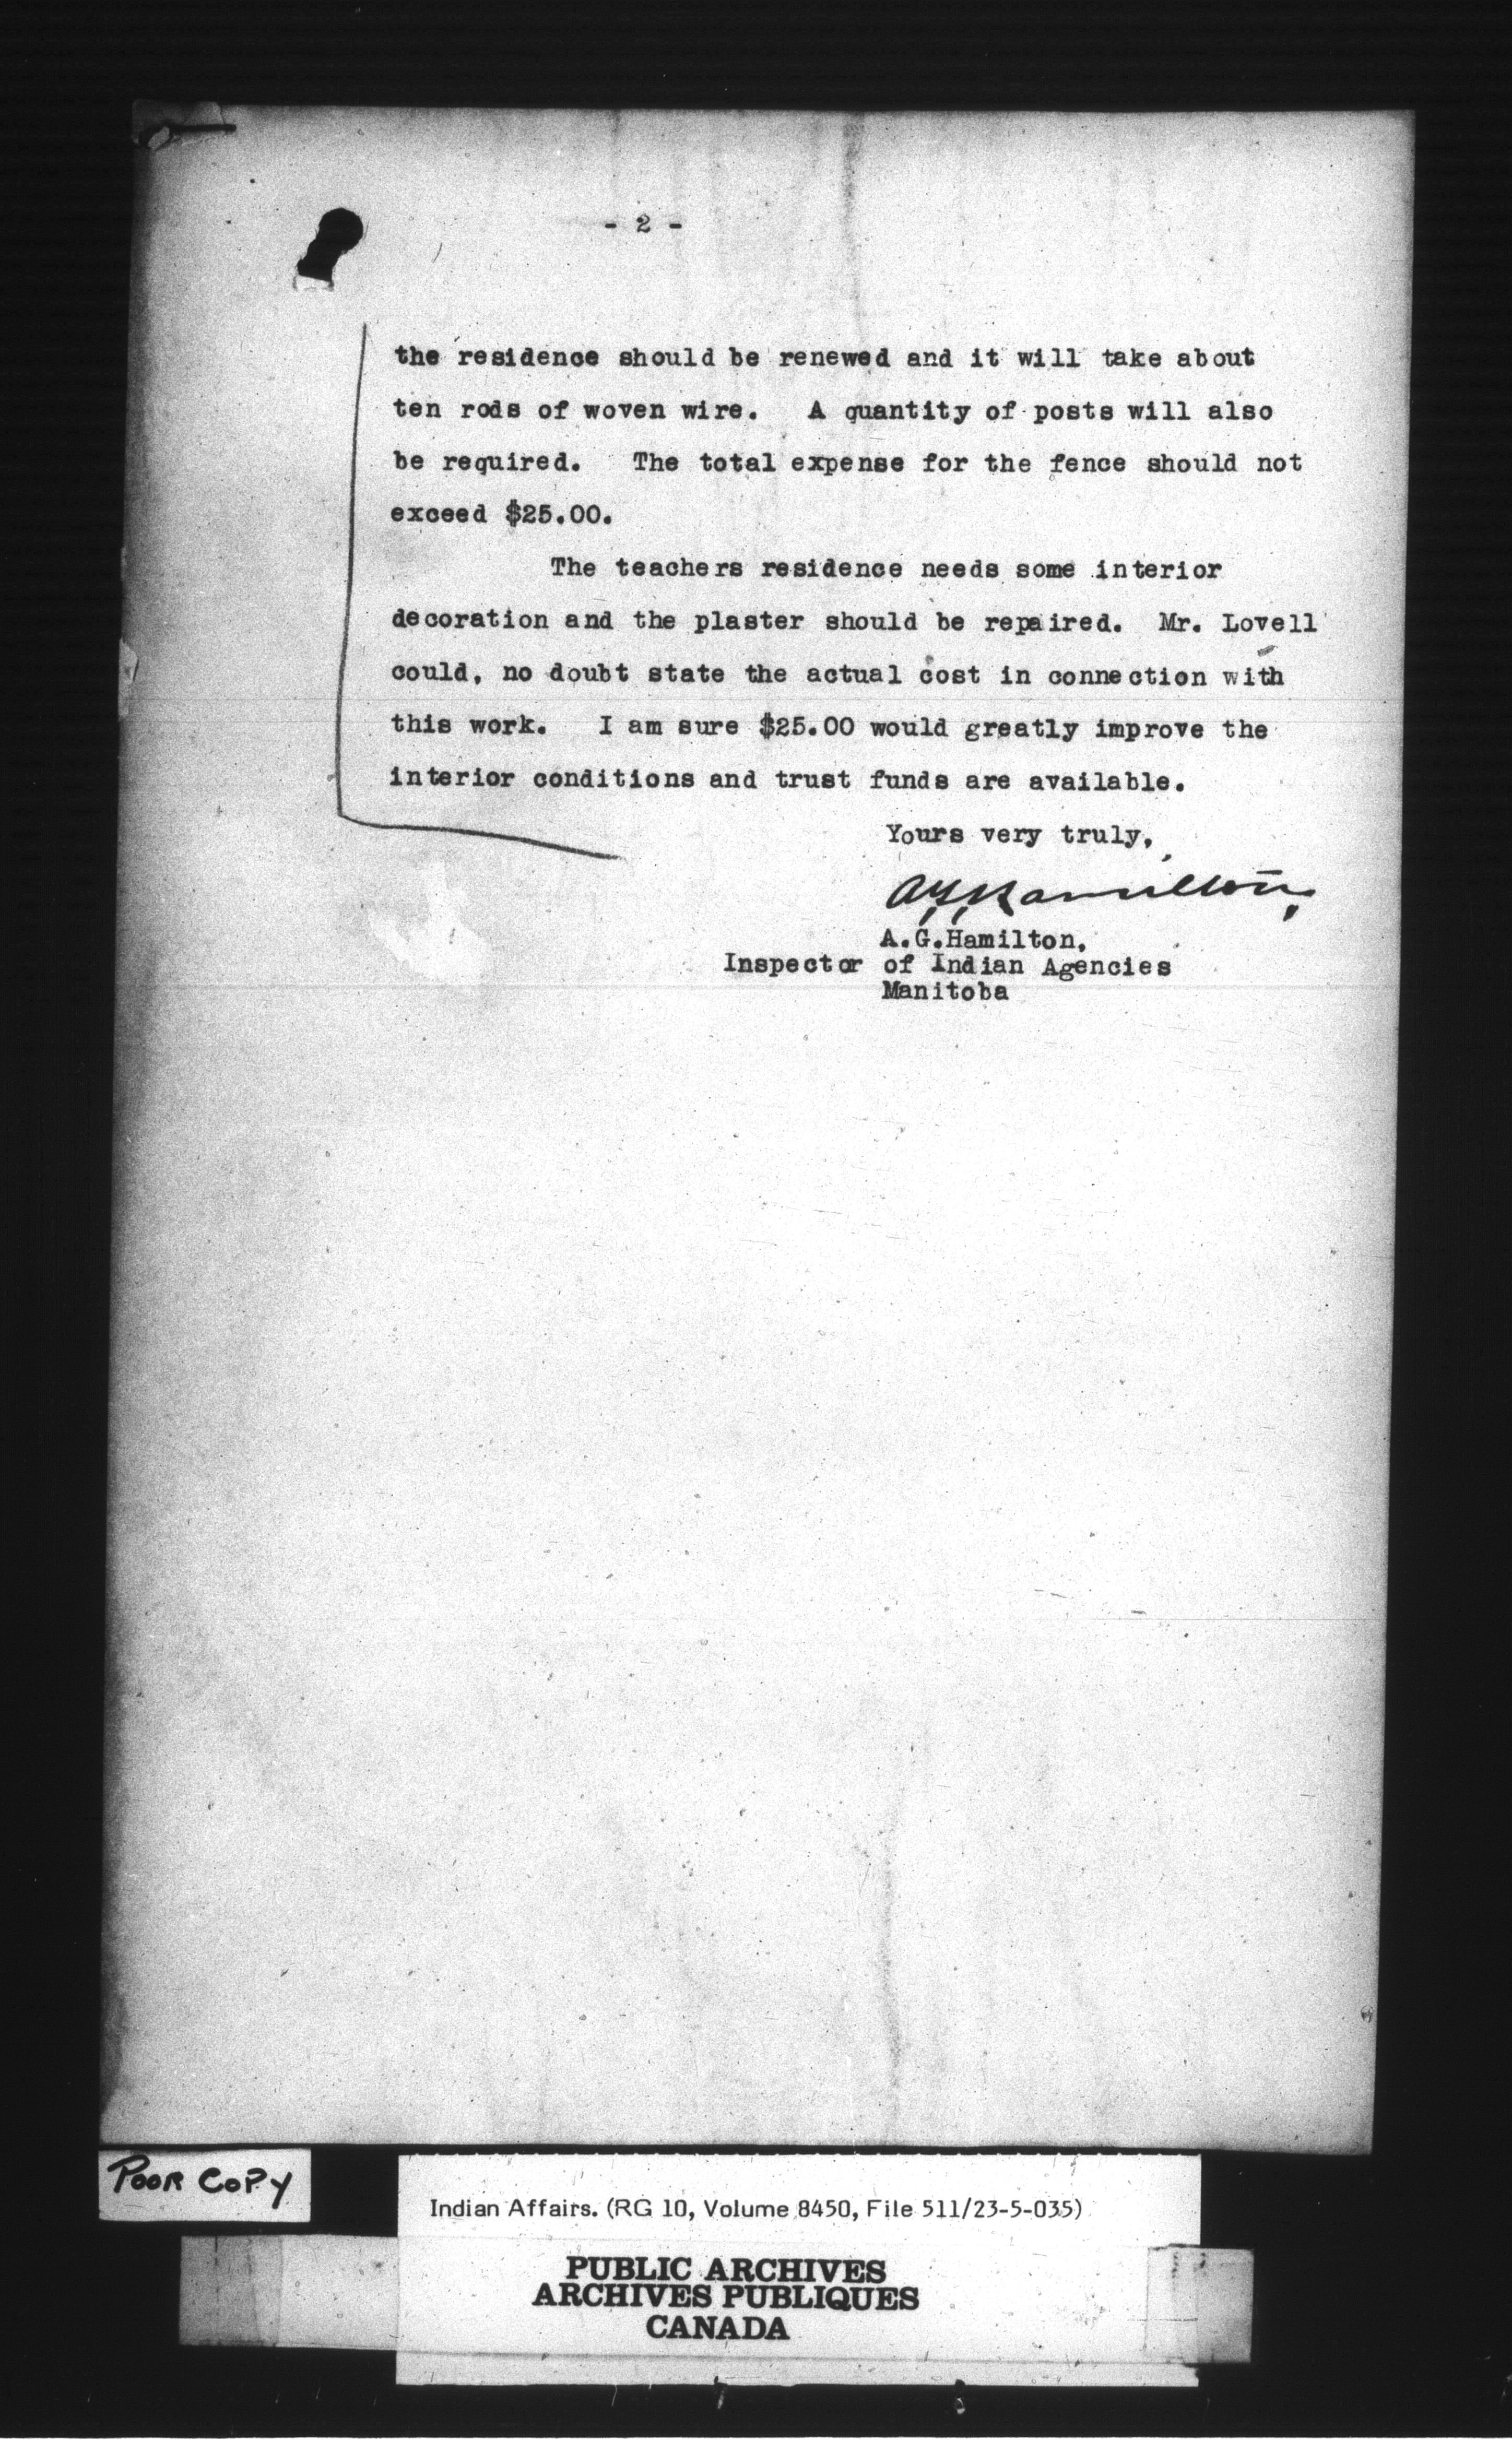 - 2 -
the residence should be renewed and it will take about
ten rods of woven wire. A quantity of posts will also
be required. The total expense for the fence should not
exceed $25.00.
The teachers residence needs some interior
decoration and the plaster should be repaired. Mr. Lovell
could, no doubt state the actual cost in connection with
this work. I am sure $25.00 would greatly improve the
interior conditions and trust funds are available.
Yours very truly,
A.G.Hamilton,
A.G.Hamilton,
Inspector of Indian Agencies
Manitoba
POOR COPY
Indian Affairs. (RG 10, Volume 8450, File 511/23-5-035)
PUBLIC ARCHIVES
ARCHIVES PUBLIQUES
CANADA